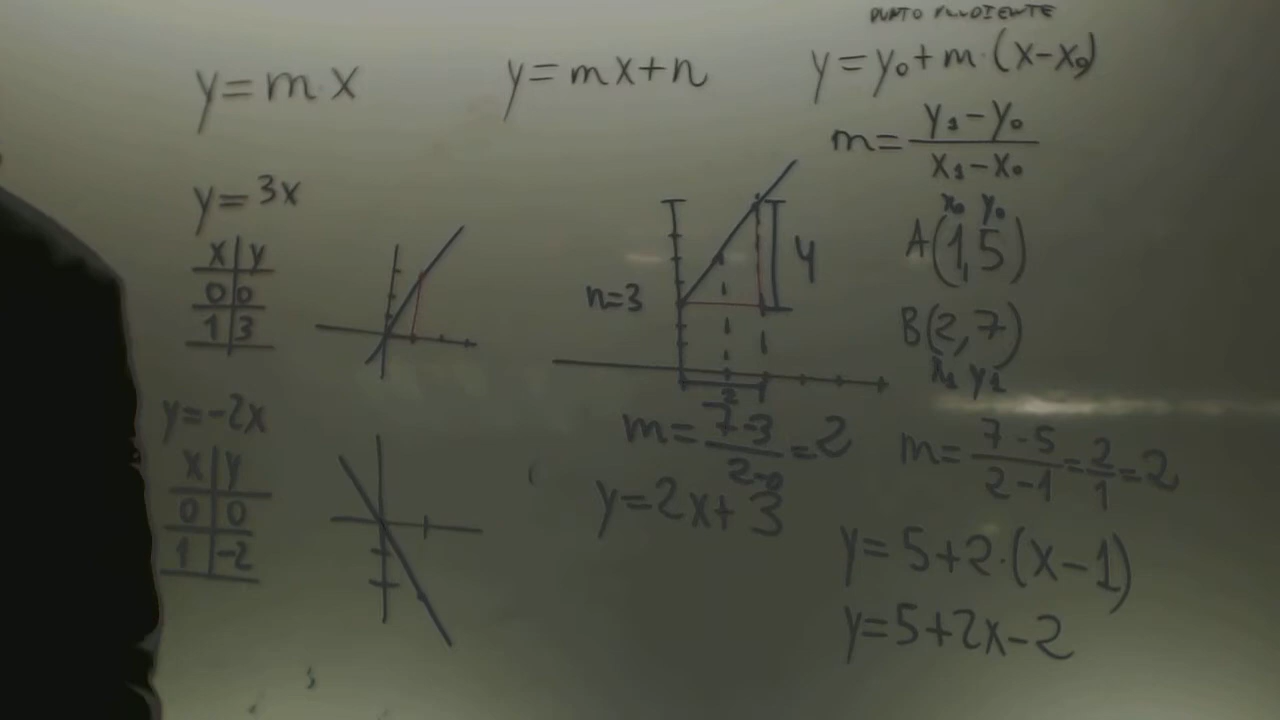 y=mx
y=3x
x y
0 0
1 3
y=-2x
x y
0 0
1 -2
y=mx+n
n=3
4
2
m=7-3/2-0=2
y=2x+3
PUNTO PENDIENTE
y=y₀+m·(x-x₀)
m=y₁-y₀/x₁-x₀
x₀ y₀
A(1,5)
B(2,7)
x₁ y₁
m=7-5/2-1=2/1=2
y=5+2·(x-1)
y=5+2x-2